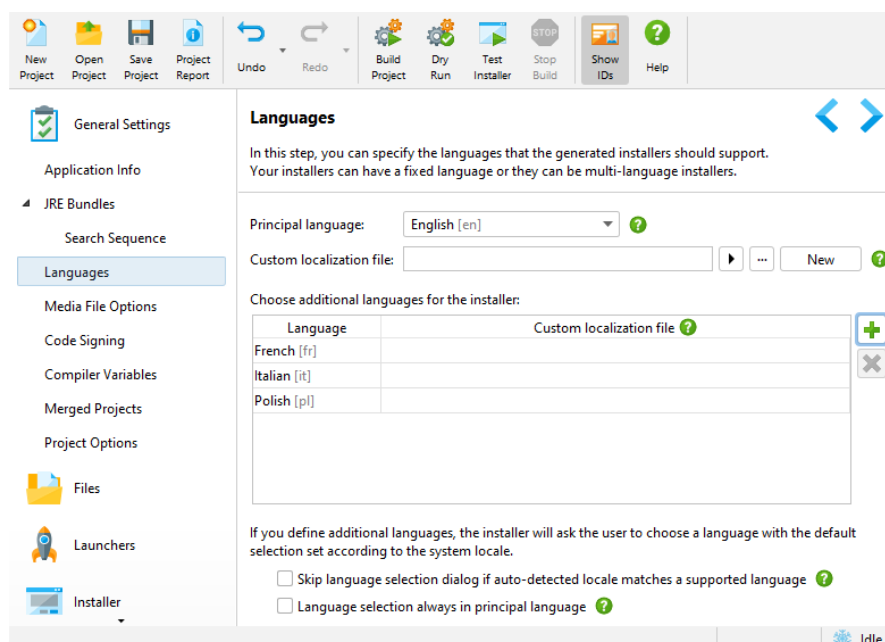 New Project
Open Project
Save Project
Project Report
Undo
Redo
Build Project
Dry Run
Test Installer
STOP
Stop Build
Show IDs
Help
General Settings
Application Info
JRE Bundles
Search Sequence
Languages
Media File Options
Code Signing
Compiler Variables
Merged Projects
Project Options
Files
Launchers
Installer
Languages
In this step, you can specify the languages that the generated installers should support.
Your installers can have a fixed language or they can be multi-language installers.
Principal language: English [en]
Custom localization file: ... New
Choose additional languages for the installer:
Language Custom localization file
French [fr]
Italian [it]
Polish [pl]
If you define additional languages, the installer will ask the user to choose a language with the default
selection set according to the system locale.
Skip language selection dialog if auto-detected locale matches a supported language
Language selection always in principal language
Idle